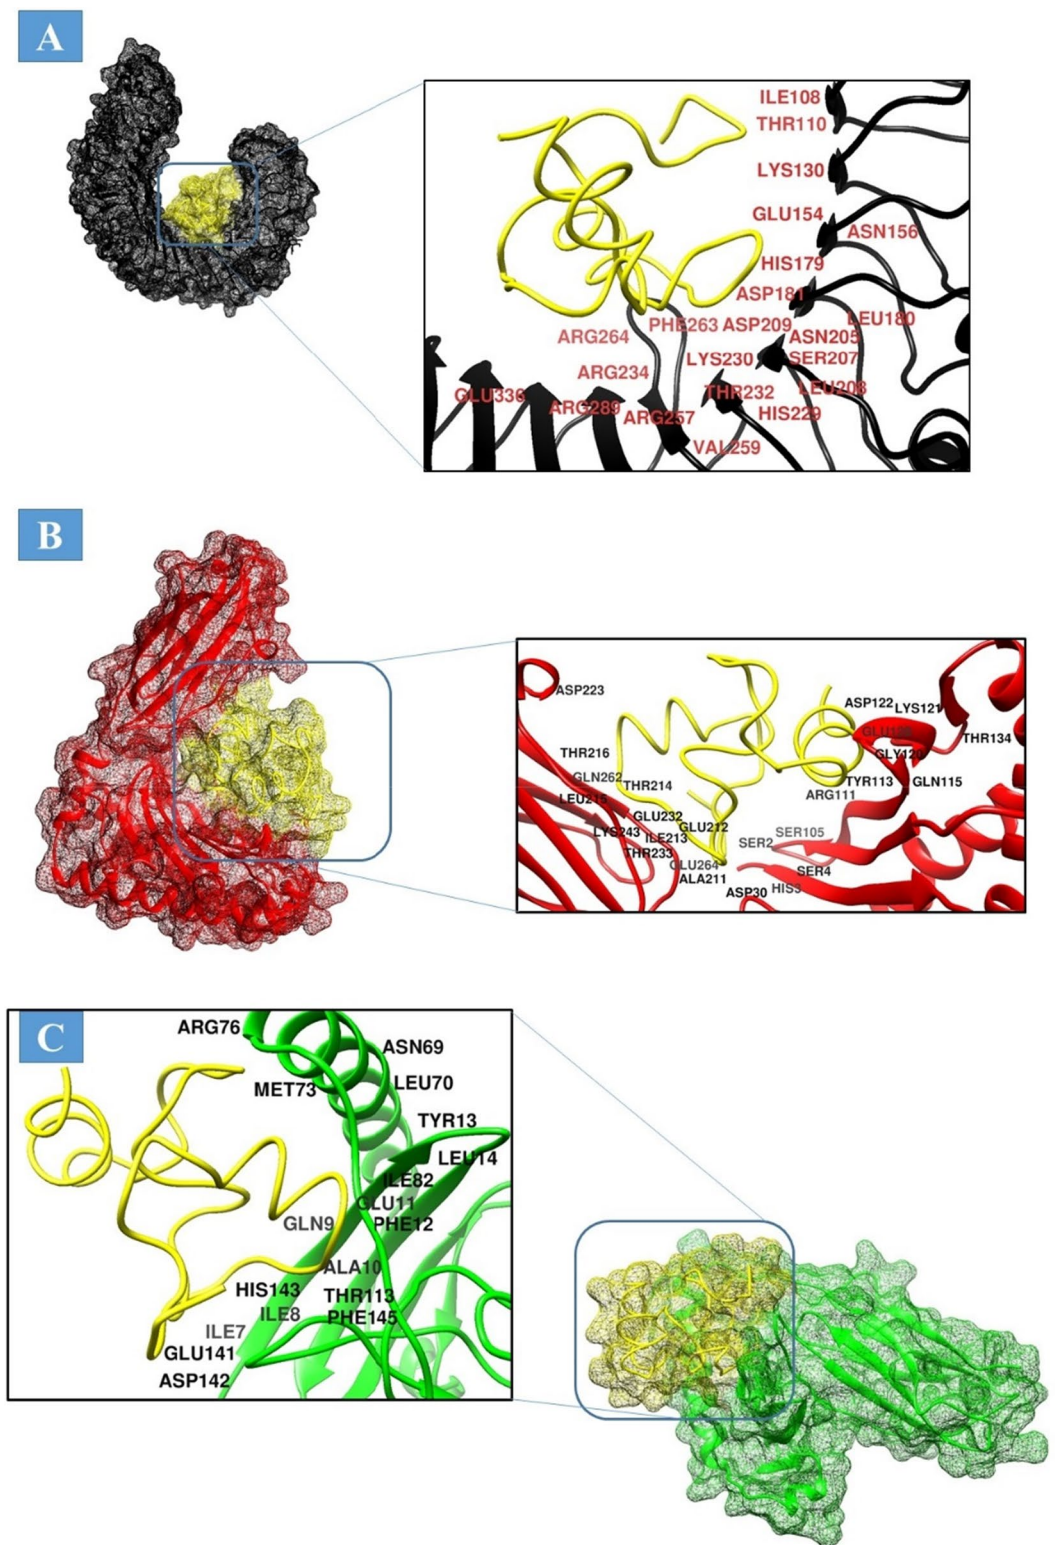 A
ILE108
THR110
LYS130
GLU154
ASN156
HIS179
ASP181
LEU180
PHE263 ASP209
ARG264
ASN205
LYS230
SER207
ARG234
LEU208
GLU336
THR232
ARG289
ARG257
HIS229
VAL259
B
ASP223
ASP122
LYS121
THR134
THR216
GLY120
GLN262
THR214
TYR113
GLN115
ARG111
LEU215
GLU232
GLU212
LYS243
ILE213
SER105
SER2
THR233
GLU264
SER4
ALA211
ASP30
HIS3
C
ARG76
ASN69
MET73
LEU70
TYR13
LEU14
ILE82
GLU11
GLN9
PHE12
ALA10
HIS143
THR113
ILE8
PHE145
ILE7
GLU141
ASP142